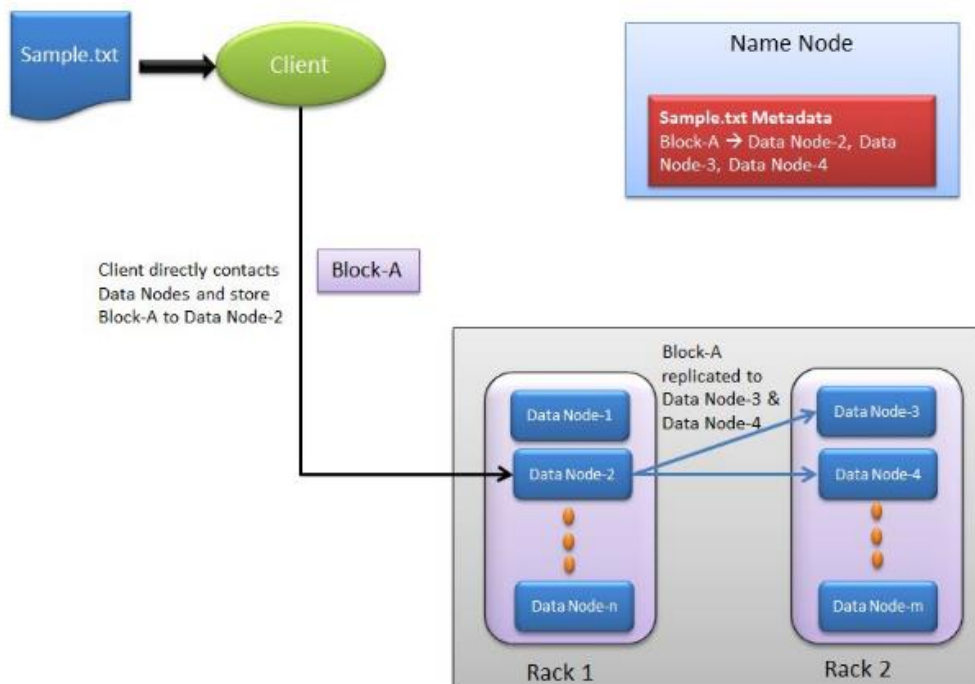 Sample.txt
Client
Name Node
Sample.txt Metadata
Block-A → Data Node-2, Data
Node-3, Data Node-4
Client directly contacts
Data Nodes and store
Block-A to Data Node-2
Block-A
Block-A
replicated to
Data Node-3 &
Data Node-4
Data Node-1
Data Node-2
Data Node-n
Rack 1
Data Node-3
Data Node-4
Data Node-m
Rack 2